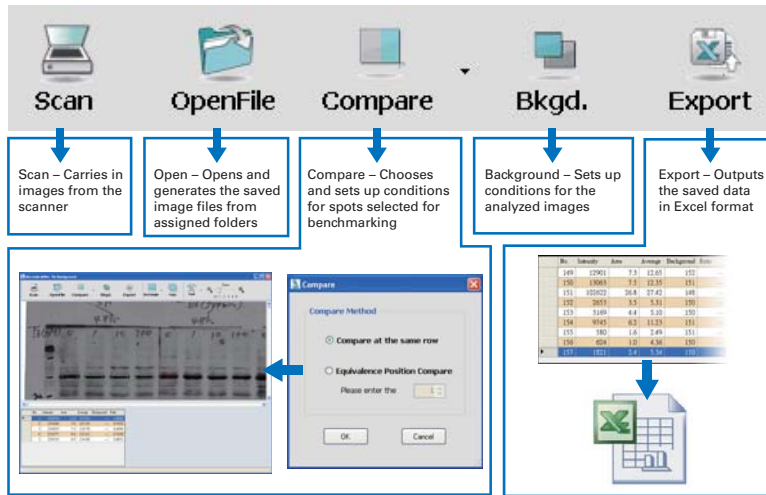 Scan
OpenFile
Compare
Bkgd.
Export
Scan – Carries in
images from the
scanner
Open – Opens and
generates the saved
image files from
assigned folders
Compare – Chooses
and sets up conditions
for spots selected for
benchmarking
Background – Sets up
conditions for the
analyzed images
Export – Outputs
the saved data
in Excel format
Compare
Compare Method
Compare at the same row
Equivalence Position Compare
Please enter the
OK
Cancel
No. Intensity Area Average Background
149 12901 7.3 12.65 152
150 13063 7.3 12.35 151
151 102622 26.8 27.42 148
152 2653 3.5 5.31 150
153 5169 4.4 5.10 150
154 9745 6.2 11.23 151
155 580 1.6 2.49 151
156 624 1.0 4.36 150
157 1821 2.4 5.54 150